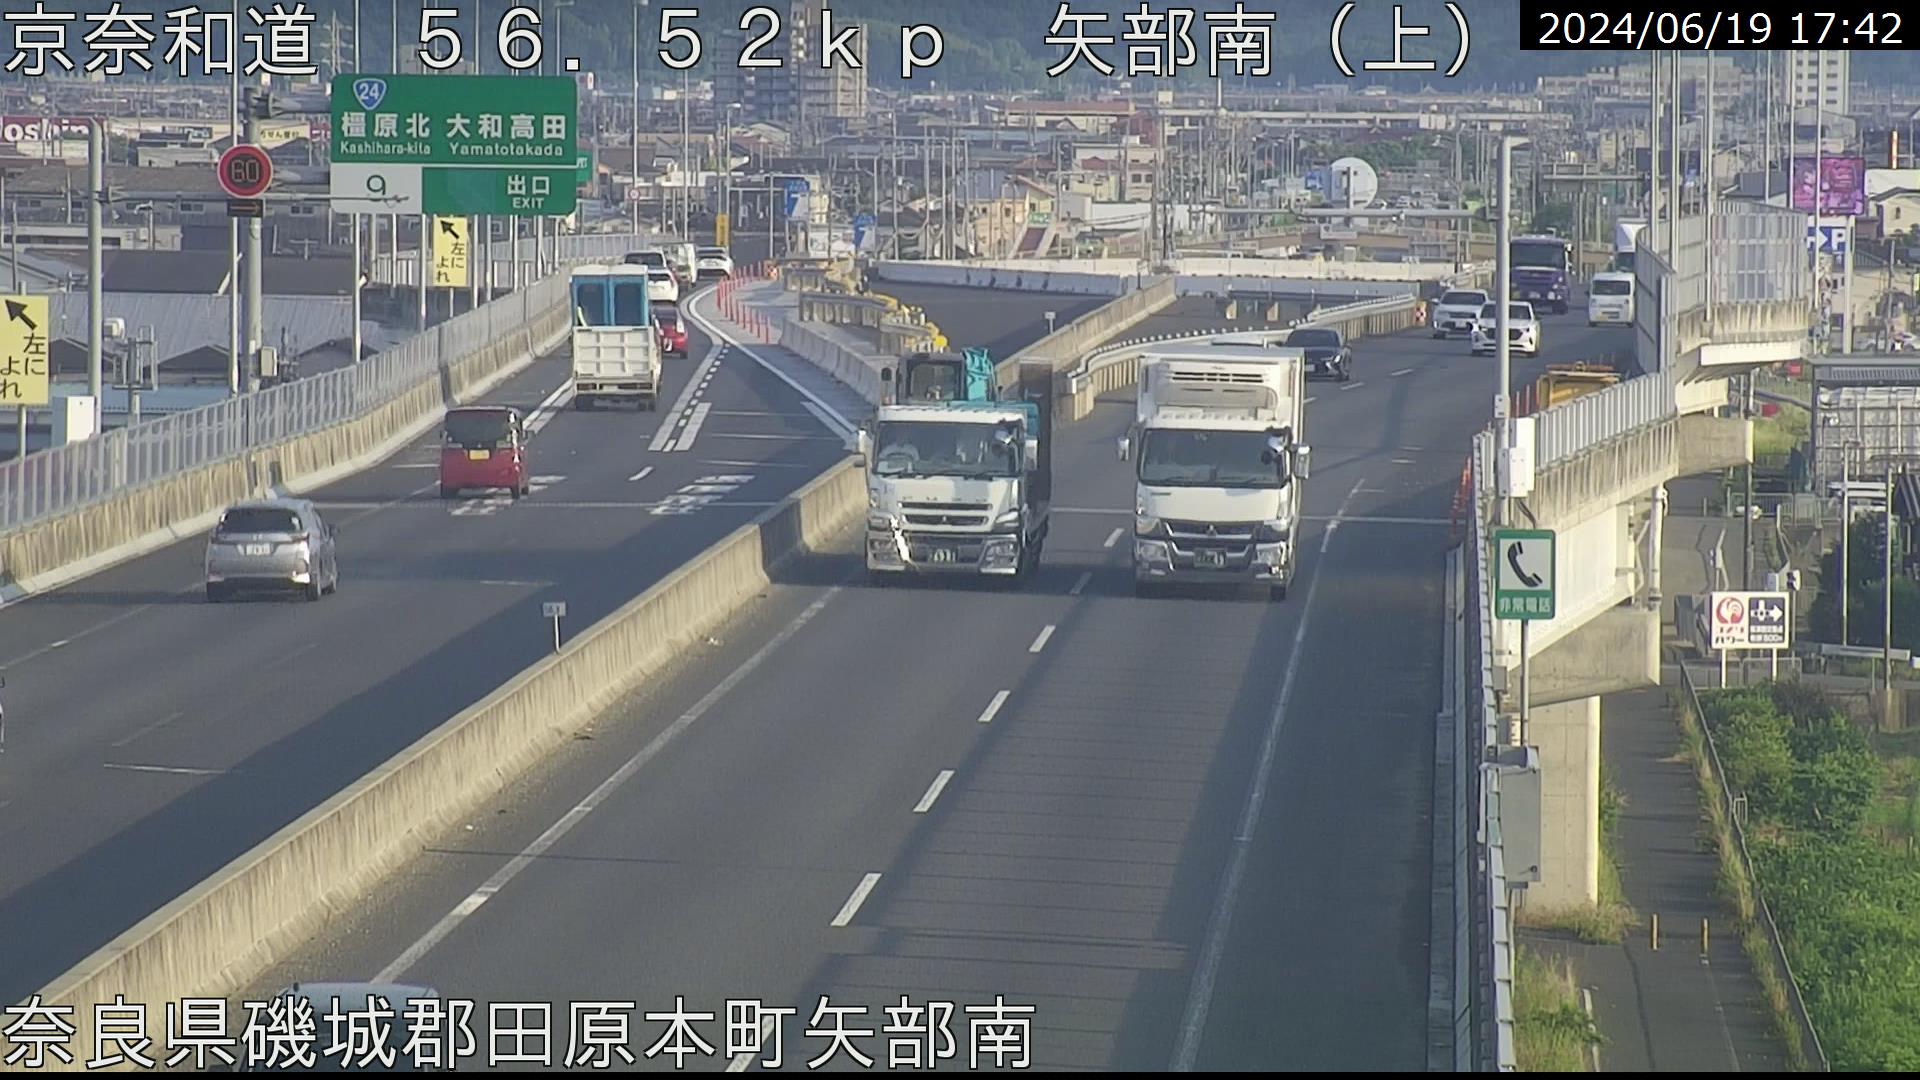 京奈和道　５６．５２ｋｐ　矢部南（上）
2024/06/19 17:42
24
橿原北 大和高田
Kashihara-kita Yamatotakada
9 出口
EXIT
60
左に
よれ
左に
よれ
P
非常電話
奈良県磯城郡田原本町矢部南